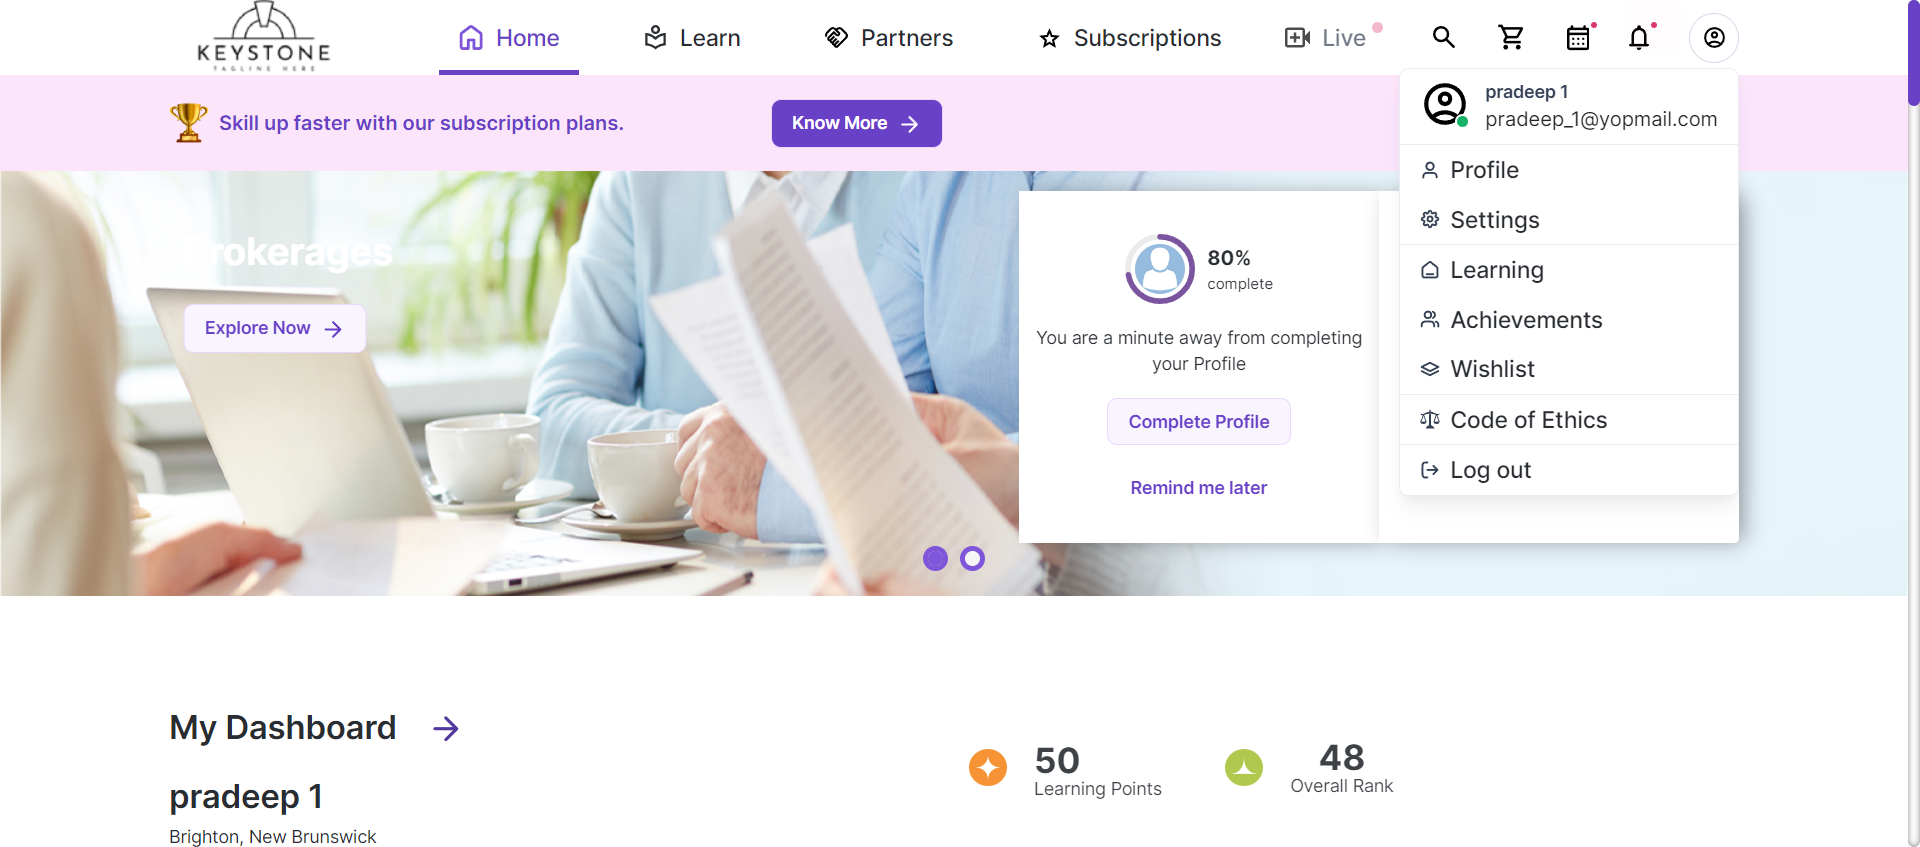 KEYSTONE
TAGLINE HERE
Home
Learn
Partners
Subscriptions
Live
Skill up faster with our subscription plans.
Know More
pradeep 1
pradeep_1@yopmail.com
Profile
Settings
Learning
Achievements
Wishlist
Code of Ethics
Log out
Brokerages
Explore Now
80%
complete
You are a minute away from completing
your Profile
Complete Profile
Remind me later
My Dashboard
pradeep 1
Brighton, New Brunswick
50
Learning Points
48
Overall Rank